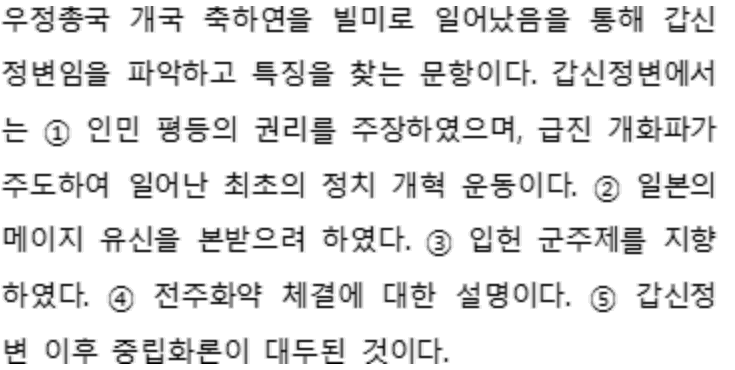 우정총국 개국 축하연을 빌미로 일어났음을 통해 갑신
정변임을 파악하고 특징을 찾는 문항이다. 갑신정변에서
는 ① 인민 평등의 권리를 주장하였으며, 급진 개화파가
주도하여 일어난 최초의 정치 개혁 운동이다. ② 일본의
메이지 유신을 본받으려 하였다. ③ 입헌 군주제를 지향
하였다. ④ 전주화약 체결에 대한 설명이다. ⑤ 갑신정
변 이후 중립화론이 대두된 것이다.